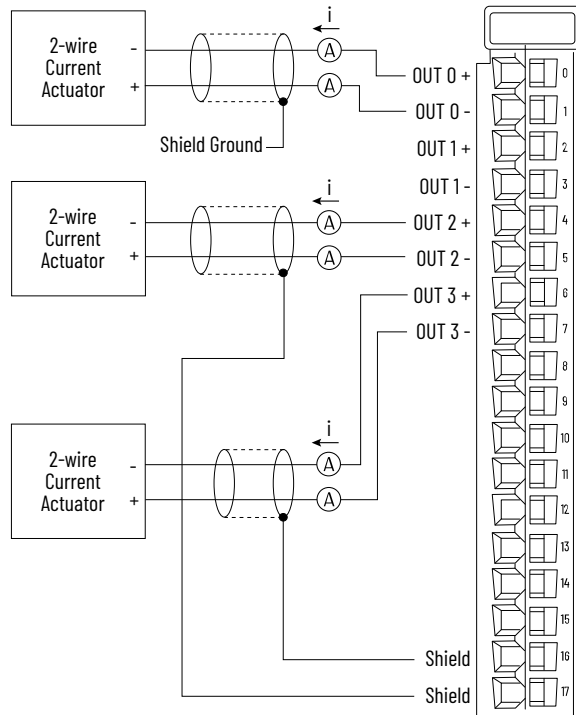 2-wire
Current
Actuator
-
+
i
A
A
OUT 0 +
OUT 0 -
Shield Ground
OUT 1 +
OUT 1 -
2-wire
Current
Actuator
-
+
i
A
A
OUT 2 +
OUT 2 -
OUT 3 +
OUT 3 -
2-wire
Current
Actuator
-
+
i
A
A
Shield
Shield
0
1
2
3
4
5
6
7
8
9
10
11
12
13
14
15
16
17